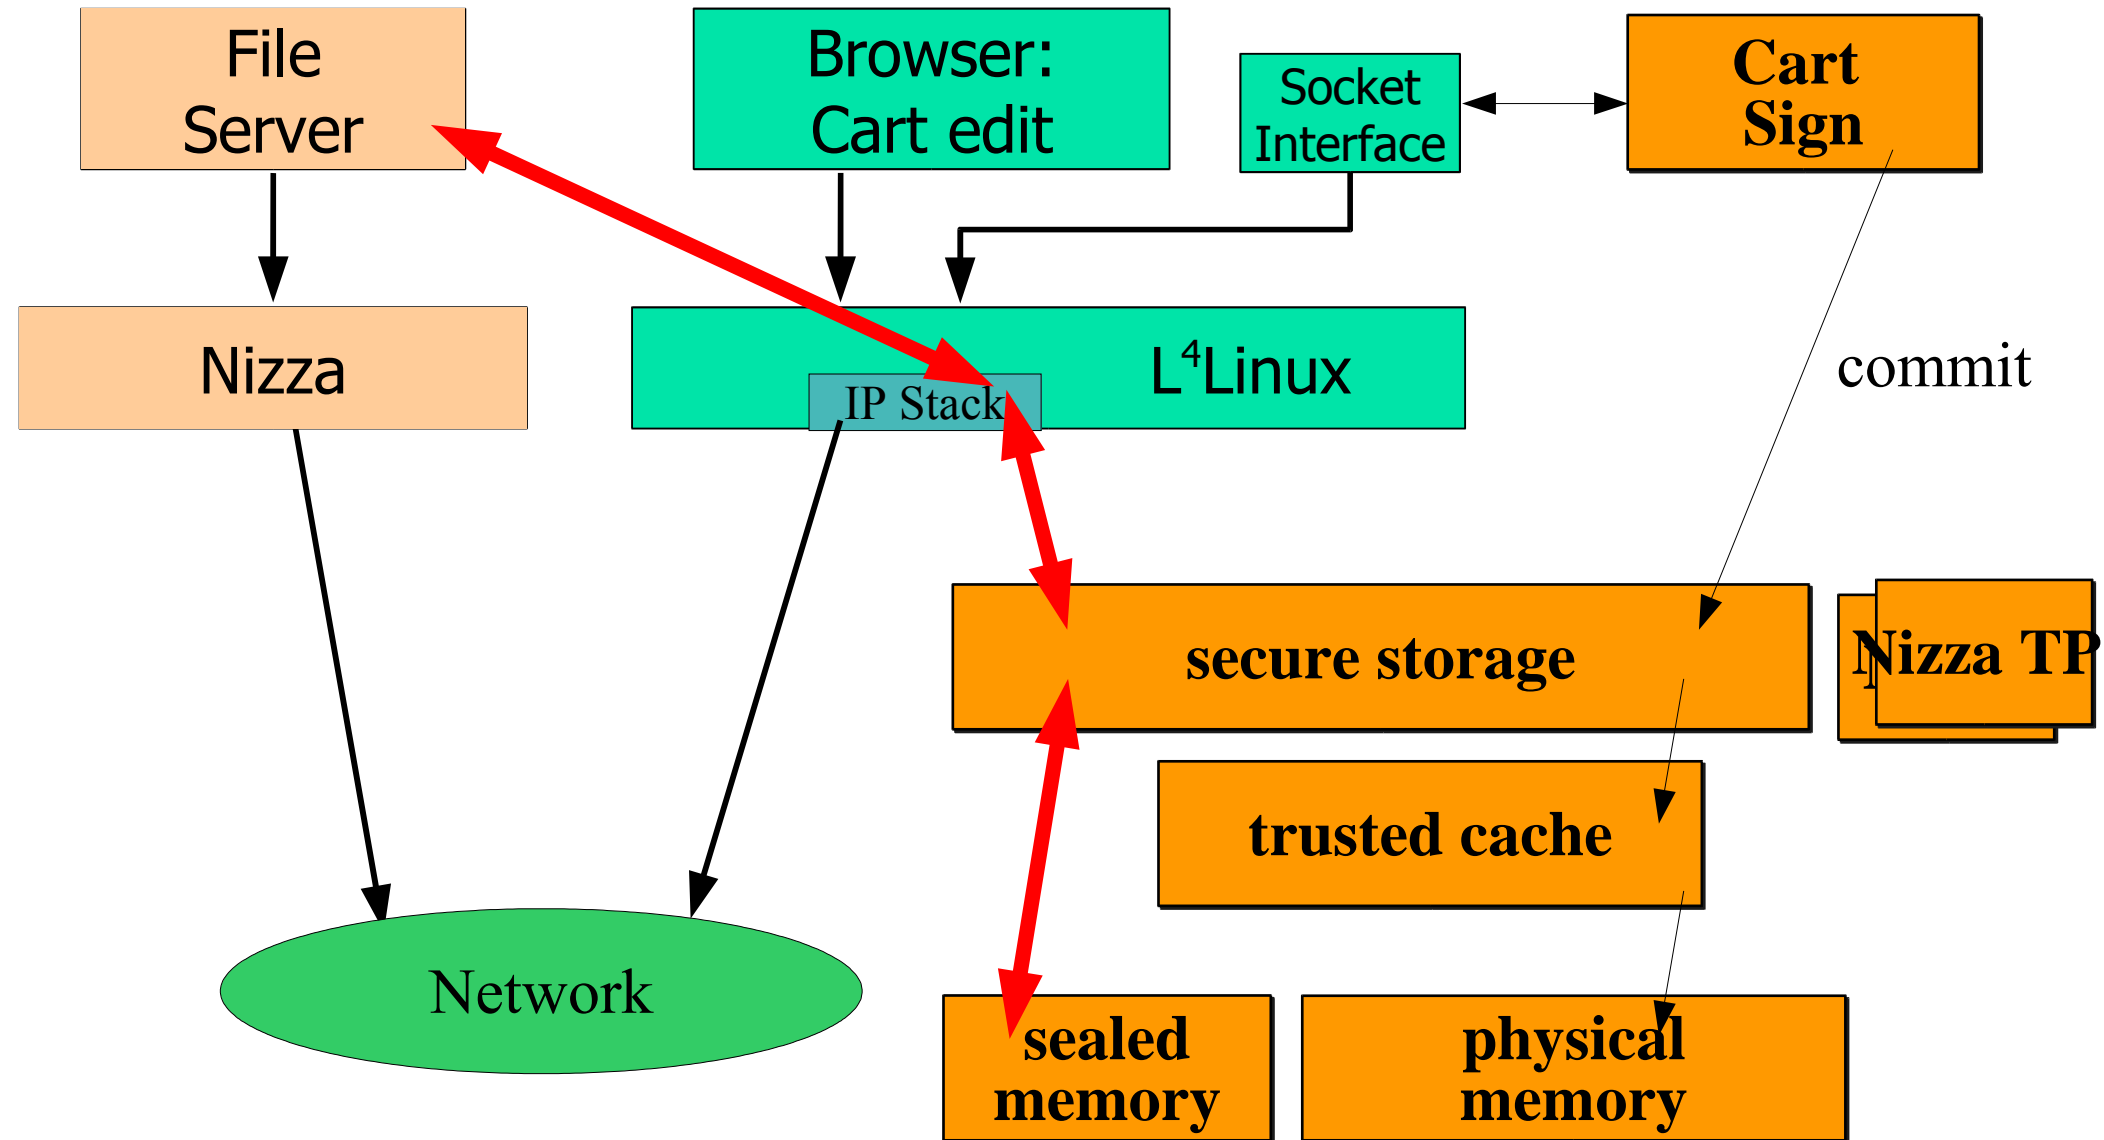 File
Server
Browser:
Cart edit
Socket
Interface
Cart
Sign
Nizza
L⁴Linux
IP Stack
commit
secure storage
Nizza TP
trusted cache
Network
sealed
memory
physical
memory